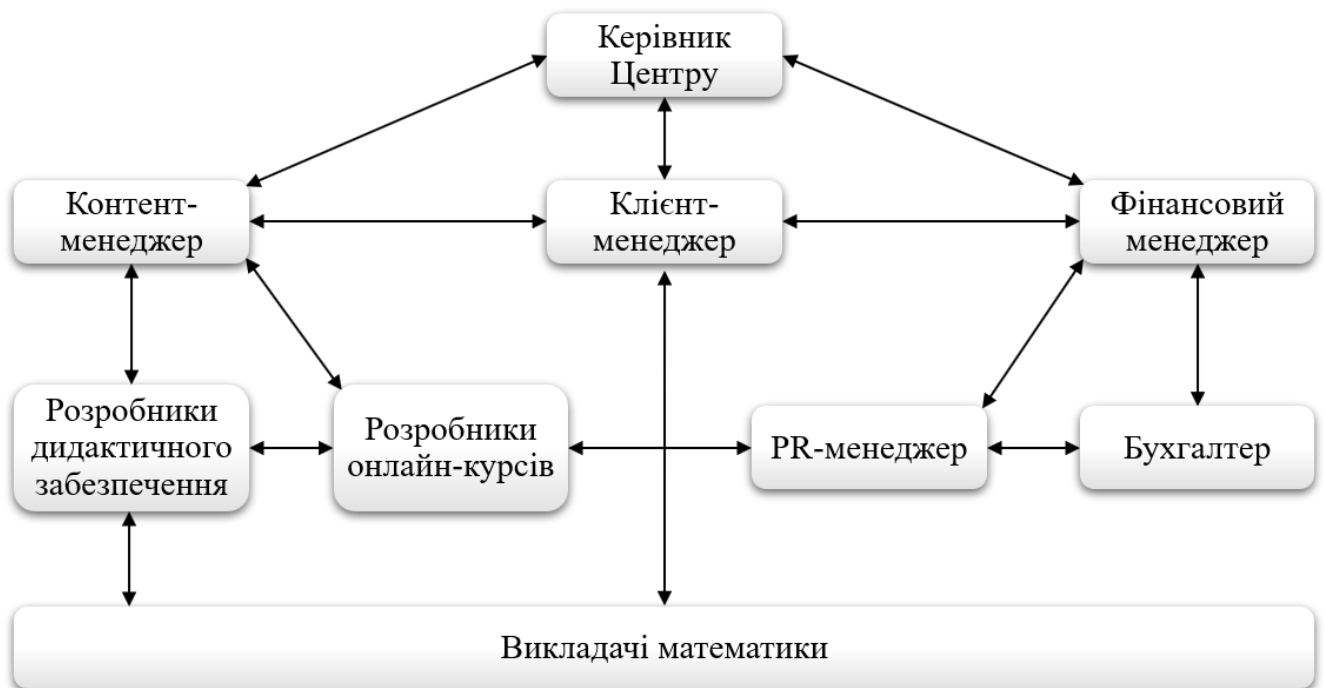 Керівник
Центру
Контент-
менеджер
Клієнт-
менеджер
Фінансовий
менеджер
Розробники
дидактичного
забезпечення
Розробники
онлайн-курсів
PR-менеджер
Бухгалтер
Викладачі математики